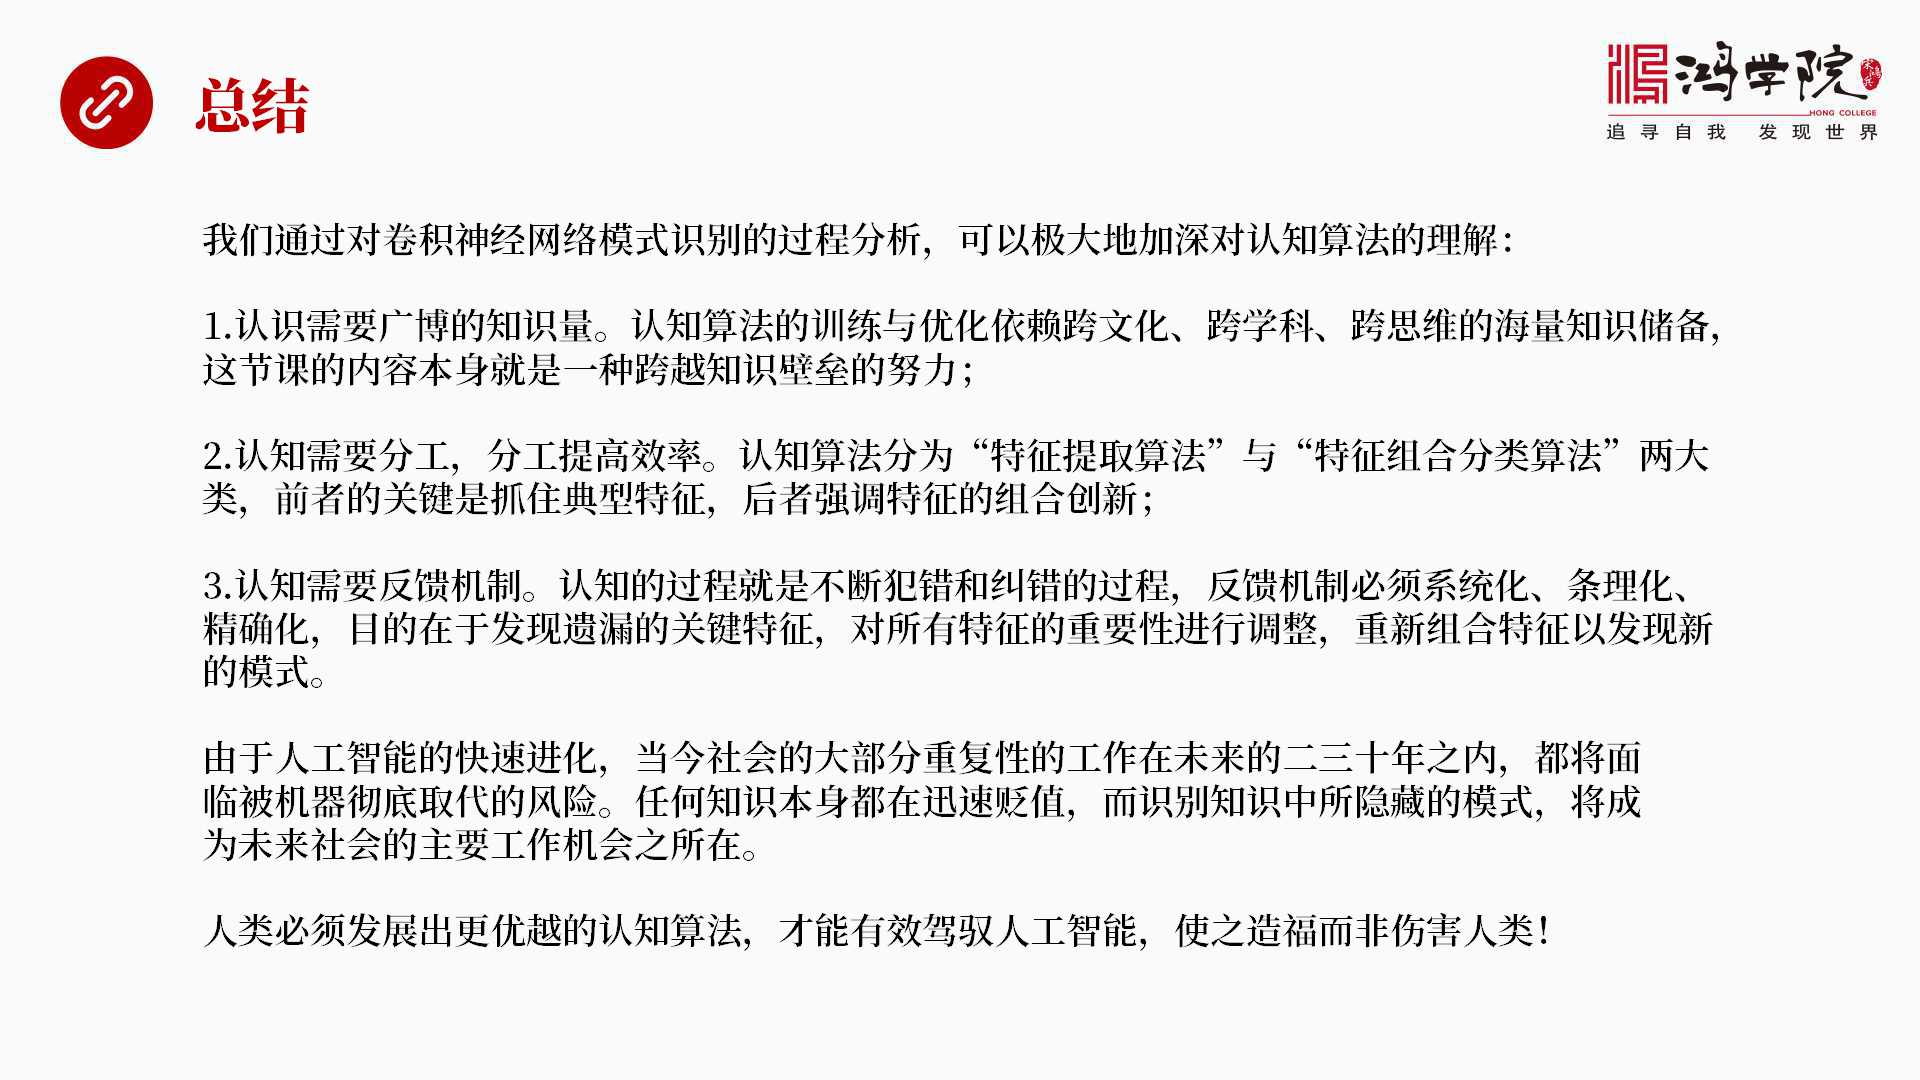 总结
鸿学院
宋鸿兵
HONG COLLEGE
追寻自我 发现世界
我们通过对卷积神经网络模式识别的过程分析，可以极大地加深对认知算法的理解：
1.认识需要广博的知识量。认知算法的训练与优化依赖跨文化、跨学科、跨思维的海量知识储备，
这节课的内容本身就是一种跨越知识壁垒的努力；
2.认知需要分工，分工提高效率。认知算法分为“特征提取算法”与“特征组合分类算法”两大
类，前者的关键是抓住典型特征，后者强调特征的组合创新；
3.认知需要反馈机制。认知的过程就是不断犯错和纠错的过程，反馈机制必须系统化、条理化、
精确化，目的在于发现遗漏的关键特征，对所有特征的重要性进行调整，重新组合特征以发现新
的模式。
由于人工智能的快速进化，当今社会的大部分重复性的工作在未来的二三十年之内，都将面
临被机器彻底取代的风险。任何知识本身都在迅速贬值，而识别知识中所隐藏的模式，将成
为未来社会的主要工作机会之所在。
人类必须发展出更优越的认知算法，才能有效驾驭人工智能，使之造福而非伤害人类！